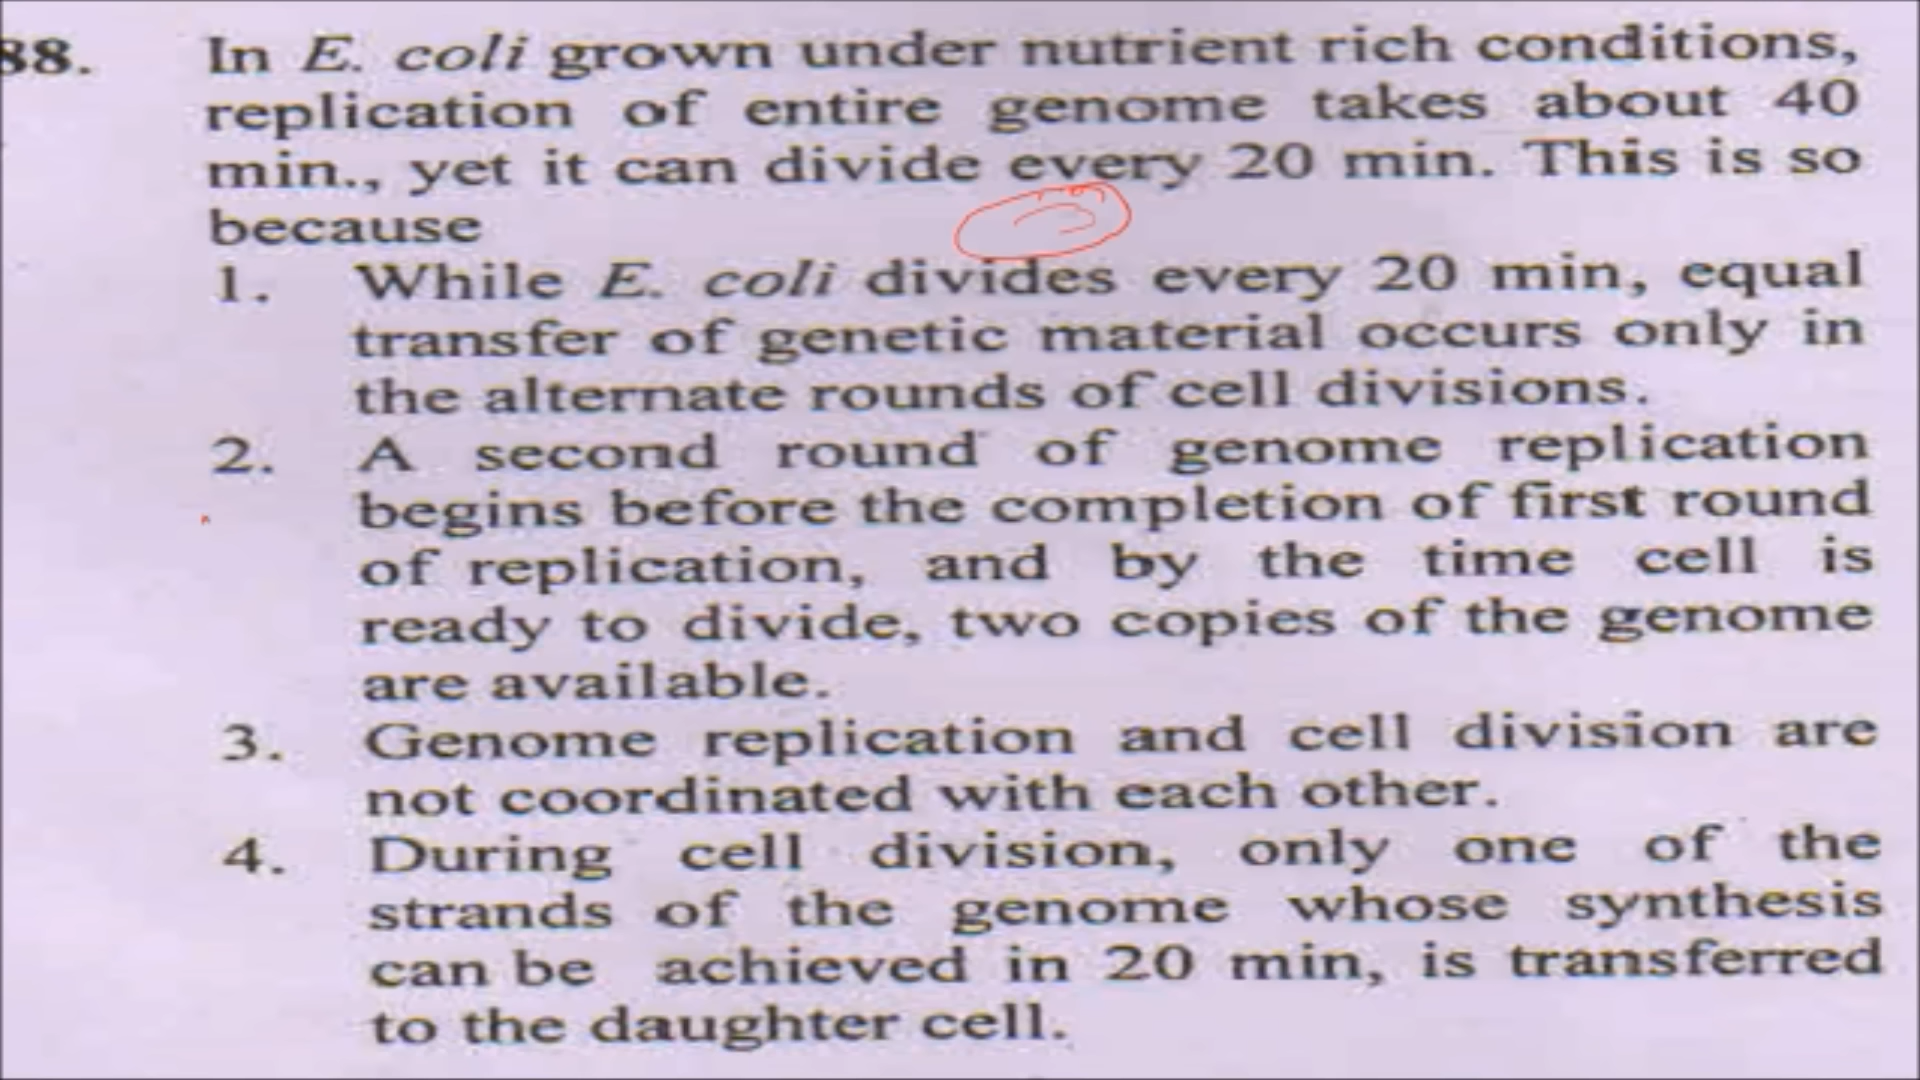 38. In E. coli grown under nutrient rich conditions,
replication of entire genome takes about 40
min., yet it can divide every 20 min. This is so
because
1. While E. coli divides every 20 min, equal
transfer of genetic material occurs only in
the alternate rounds of cell divisions.
2. A second round of genome replication
begins before the completion of first round
of replication, and by the time cell is
ready to divide, two copies of the genome
are available.
3. Genome replication and cell division are
not coordinated with each other.
4. During cell division, only one of the
strands of the genome whose synthesis
can be achieved in 20 min, is transferred
to the daughter cell.